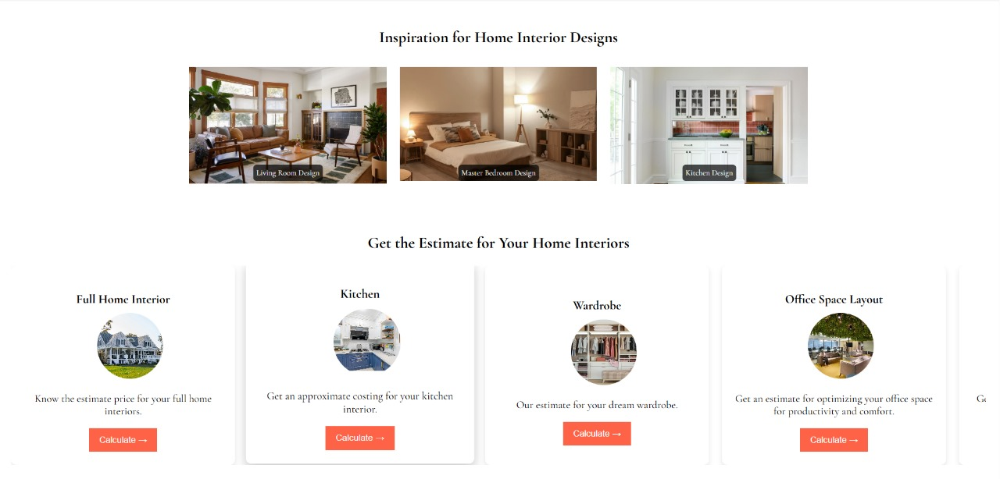 Inspiration for Home Interior Designs
Living Room Design
Master Bedroom Design
Kitchen Design
Get the Estimate for Your Home Interiors
Full Home Interior
Know the estimate price for your full home
interiors.
Calculate →
Kitchen
Get an approximate costing for your kitchen
interior.
Calculate →
Wardrobe
Our estimate for your dream wardrobe.
Calculate →
Office Space Layout
Get an estimate for optimizing your office space
for productivity and comfort.
Calculate →